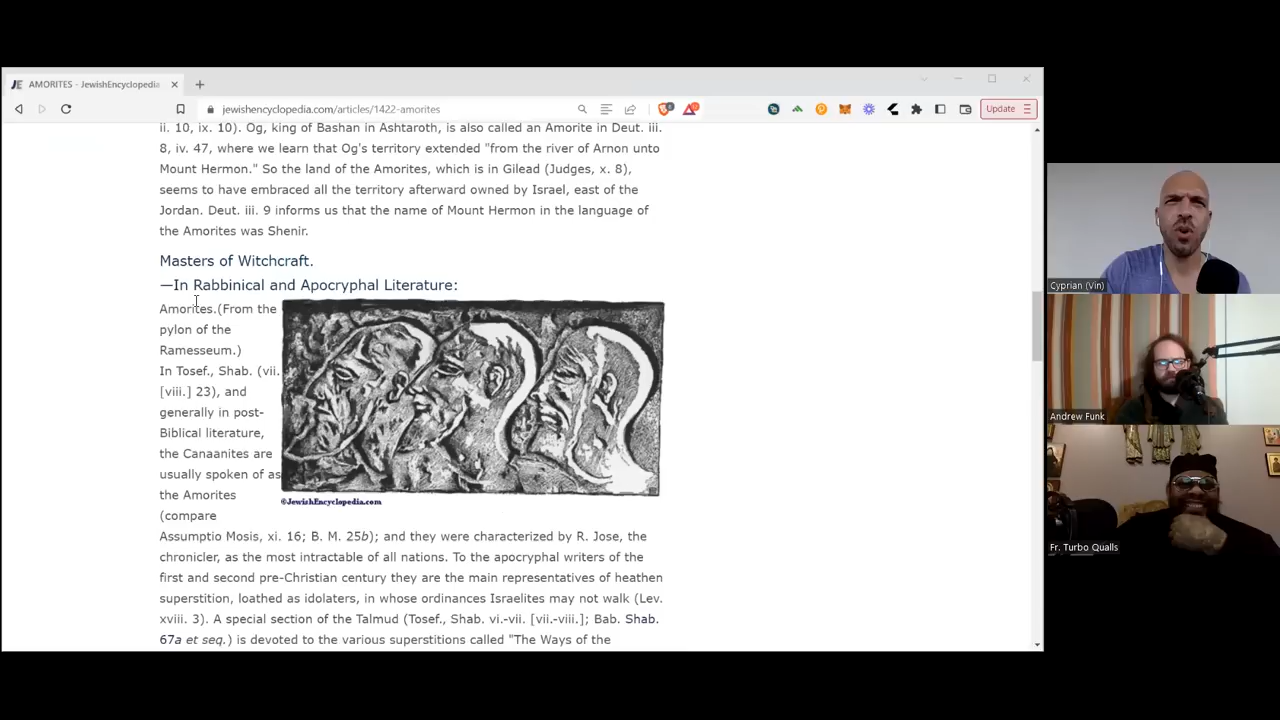 AMORITES - JewishEncyclopedia
jewishencyclopedia.com/articles/1422-amorites
Update
ii. 10, ix. 10). Og, king of Bashan in Ashtaroth, is also called an Amorite in Deut. iii.
8, iv. 47, where we learn that Og's territory extended "from the river of Arnon unto
Mount Hermon." So the land of the Amorites, which is in Gilead (Judges, x. 8),
seems to have embraced all the territory afterward owned by Israel, east of the
Jordan. Deut. iii. 9 informs us that the name of Mount Hermon in the language of
the Amorites was Shenir.
Masters of Witchcraft.
—In Rabbinical and Apocryphal Literature:
Amorites.(From the
pylon of the
Ramesseum.)
In Tosef., Shab. (vii.
[viii.] 23), and
generally in post-
Biblical literature,
the Canaanites are
usually spoken of as
the Amorites
(compare
©JewishEncyclopedia.com
Assumptio Mosis, xi. 16; B. M. 25b); and they were characterized by R. Jose, the
chronicler, as the most intractable of all nations. To the apocryphal writers of the
first and second pre-Christian century they are the main representatives of heathen
superstition, loathed as idolaters, in whose ordinances Israelites may not walk (Lev.
xviii. 3). A special section of the Talmud (Tosef., Shab. vi.-vii. [vii.-viii.]; Bab. Shab.
67a et seq.) is devoted to the various superstitions called "The Ways of the
Cyprian (Vin)
Andrew Funk
Fr. Turbo Qualls